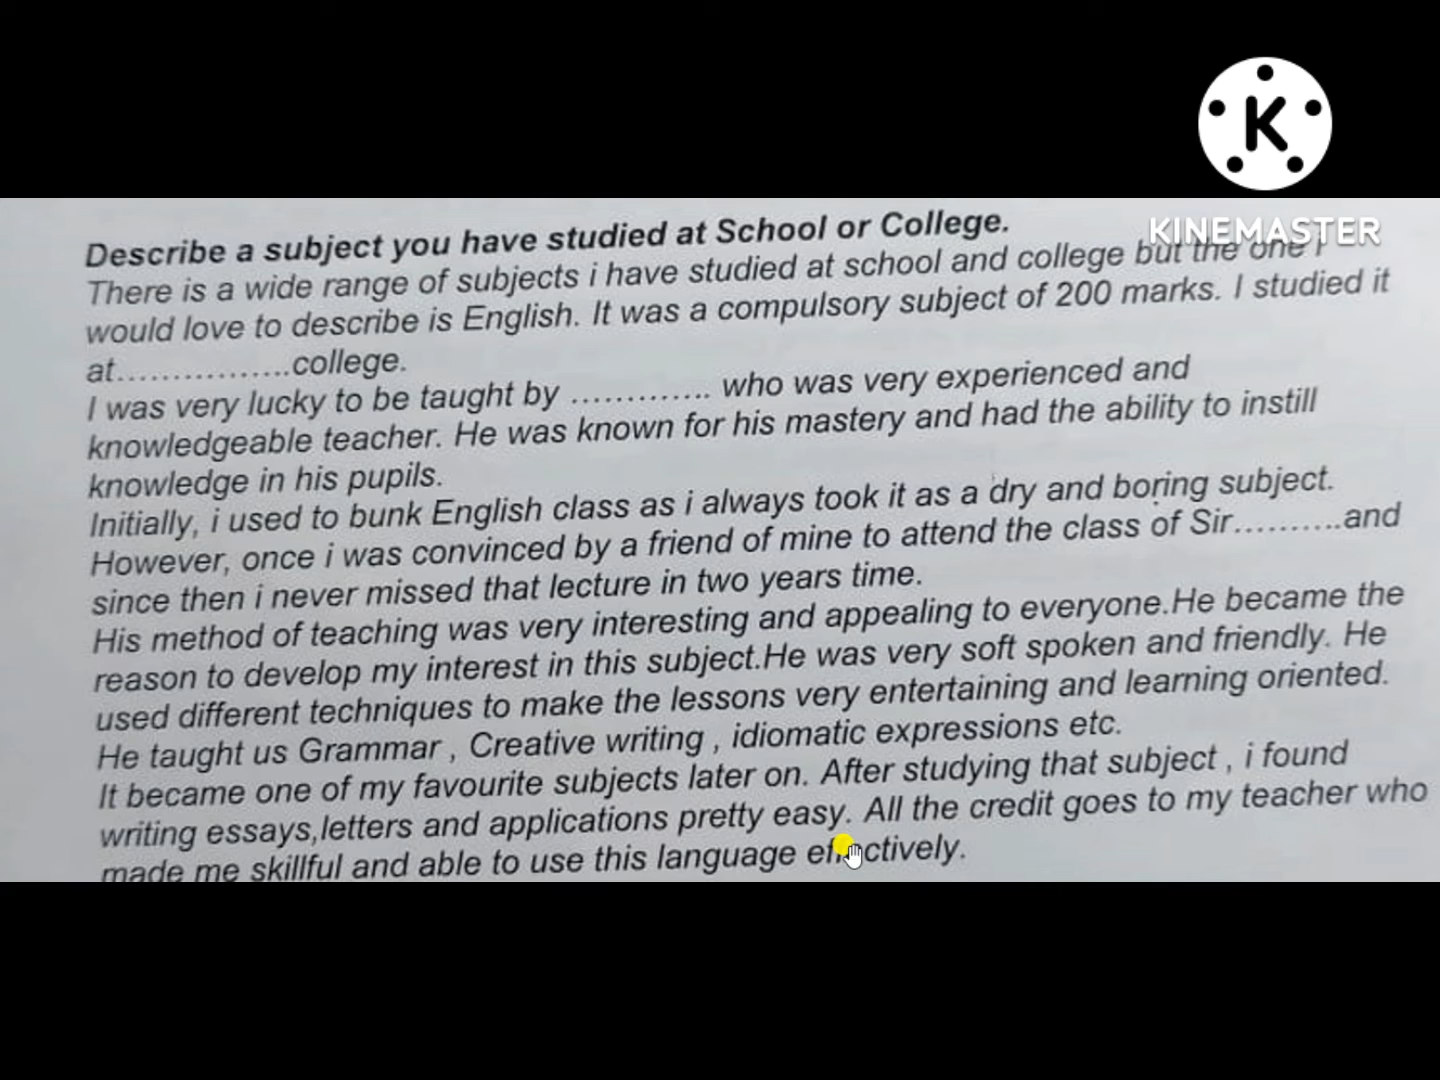 K
KINEMASTER
Describe a subject you have studied at School or College.
There is a wide range of subjects i have studied at school and college but the one i
would love to describe is English. It was a compulsory subject of 200 marks. I studied it
at................college.
I was very lucky to be taught by ............. who was very experienced and
knowledgeable teacher. He was known for his mastery and had the ability to instill
knowledge in his pupils.
Initially, i used to bunk English class as i always took it as a dry and boring subject.
However, once i was convinced by a friend of mine to attend the class of Sir..........and
since then i never missed that lecture in two years time.
His method of teaching was very interesting and appealing to everyone.He became the
reason to develop my interest in this subject.He was very soft spoken and friendly. He
used different techniques to make the lessons very entertaining and learning oriented.
He taught us Grammar , Creative writing , idiomatic expressions etc.
It became one of my favourite subjects later on. After studying that subject , i found
writing essays,letters and applications pretty easy. All the credit goes to my teacher who
made me skillful and able to use this language effectively.